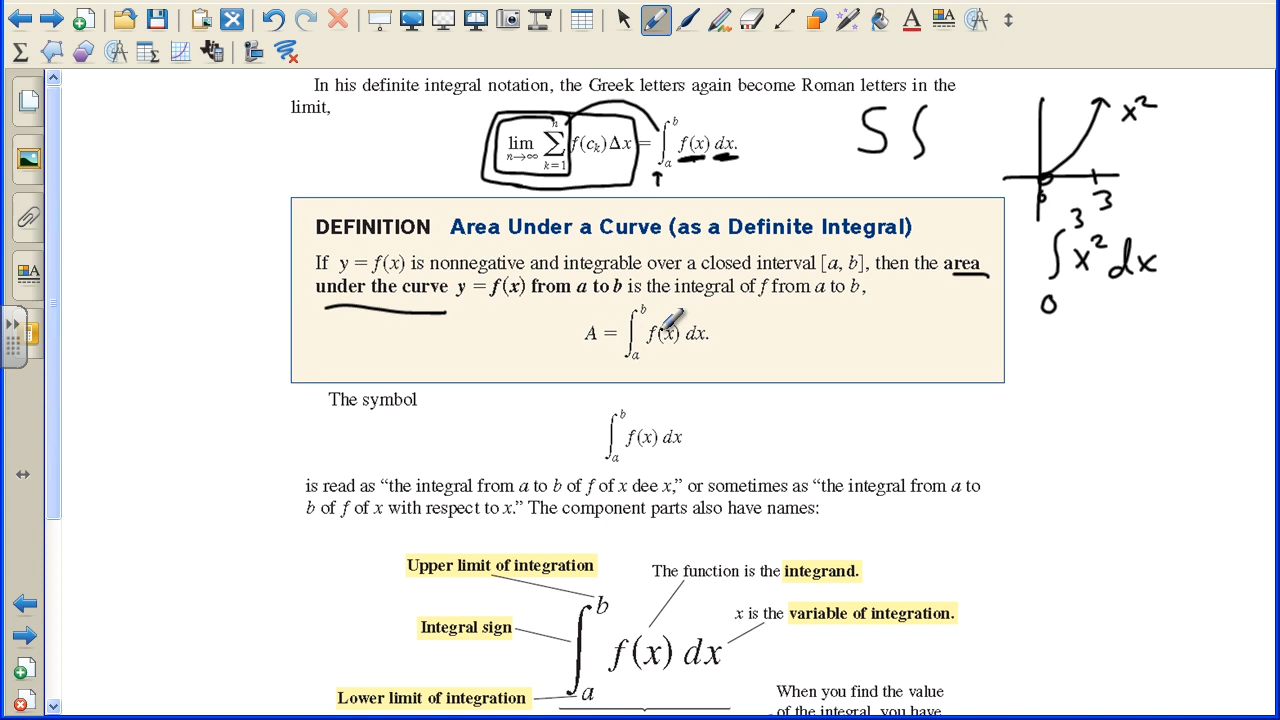 In his definite integral notation, the Greek letters again become Roman letters in the
limit,
lim n→∞ ∑ k=1 n f(cₖ)Δx = ∫ₐᵇ f(x) dx.
S ∫
x²
0 3
∫₀³ x² dx
DEFINITION Area Under a Curve (as a Definite Integral)
If y = f(x) is nonnegative and integrable over a closed interval [a, b], then the area
under the curve y = f(x) from a to b is the integral of f from a to b,
A = ∫ₐᵇ f(x) dx.
The symbol
∫ₐᵇ f(x) dx
is read as “the integral from a to b of f of x dee x,” or sometimes as “the integral from a to
b of f of x with respect to x.” The component parts also have names:
Upper limit of integration
The function is the integrand.
x is the variable of integration.
Integral sign
∫ₐᵇ f(x) dx
Lower limit of integration
When you find the value
of the integral, you have